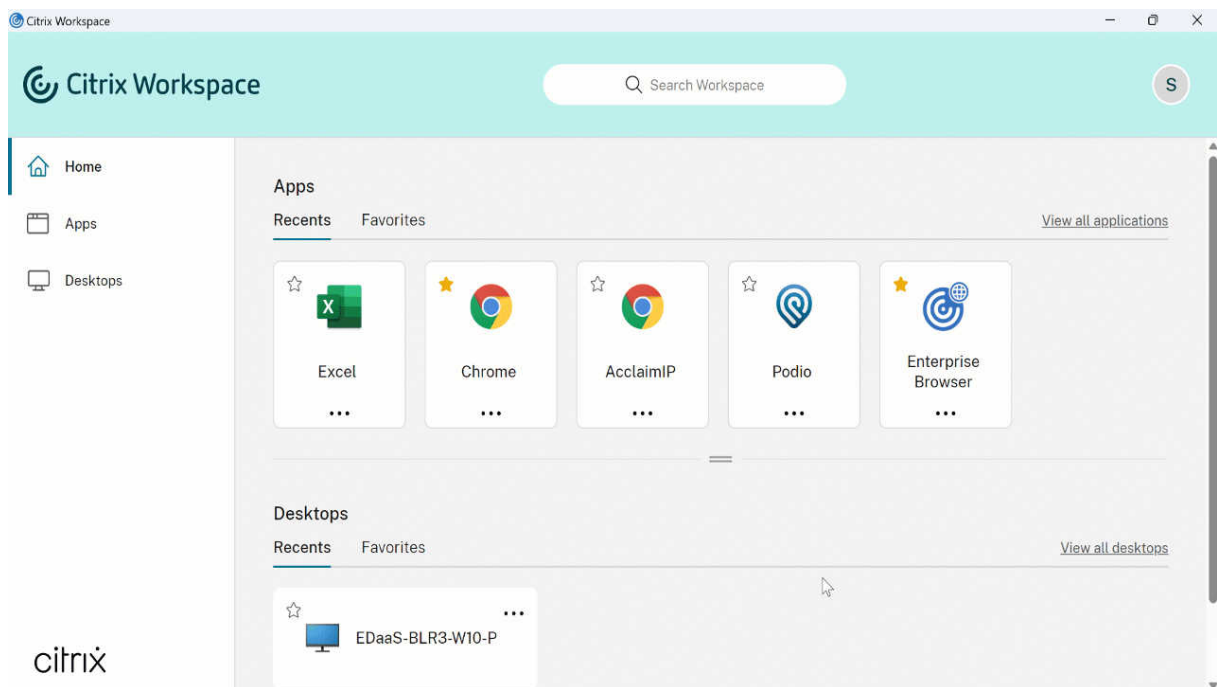 Citrix Workspace
Citrix Workspace
Search Workspace
S
Home
Apps
Desktops
Apps
Recents Favorites View all applications
X
Excel
Chrome
AcclaimIP
Podio
Enterprise
Browser
Desktops
Recents Favorites View all desktops
EDaaS-BLR3-W10-P
citrix